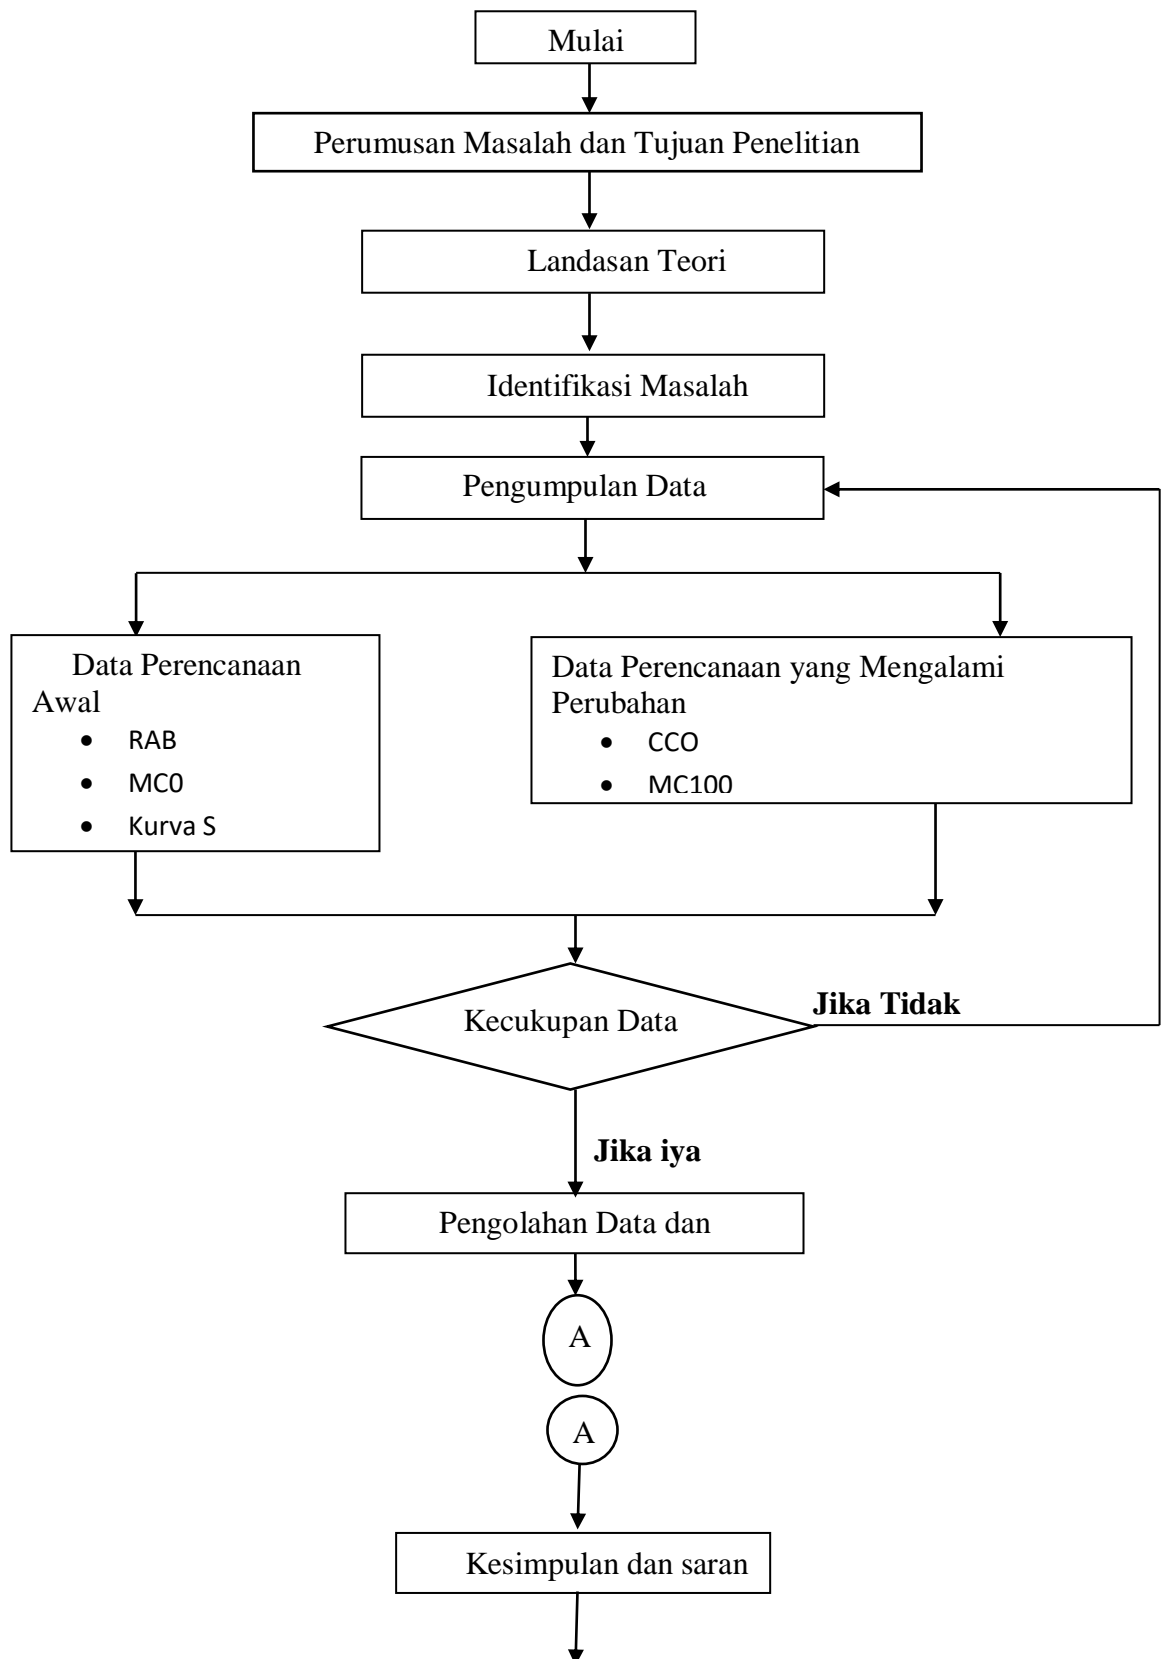 Mulai
Perumusan Masalah dan Tujuan Penelitian
Landasan Teori
Identifikasi Masalah
Pengumpulan Data
Data Perencanaan
Awal
• RAB
• MC0
• Kurva S
Data Perencanaan yang Mengalami
Perubahan
• CCO
• MC100
Kecukupan Data
Jika Tidak
Jika iya
Pengolahan Data dan
A
A
Kesimpulan dan saran